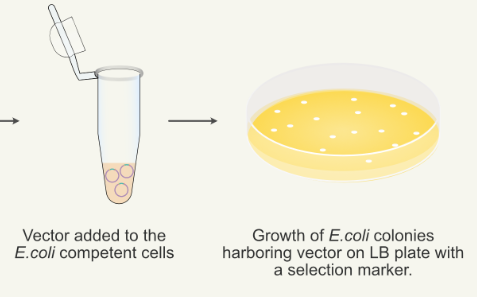 Vector added to the
E.coli competent cells
Growth of E.coli colonies
harboring vector on LB plate with
a selection marker.